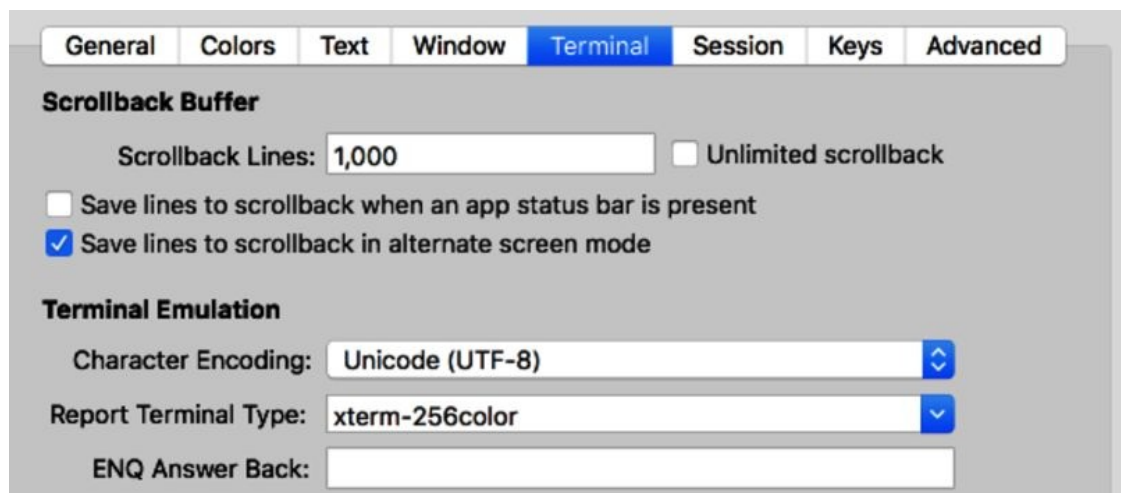 General Colors Text Window Terminal Session Keys Advanced
Scrollback Buffer
Scrollback Lines: 1,000 Unlimited scrollback
Save lines to scrollback when an app status bar is present
Save lines to scrollback in alternate screen mode
Terminal Emulation
Character Encoding: Unicode (UTF-8)
Report Terminal Type: xterm-256color
ENQ Answer Back: